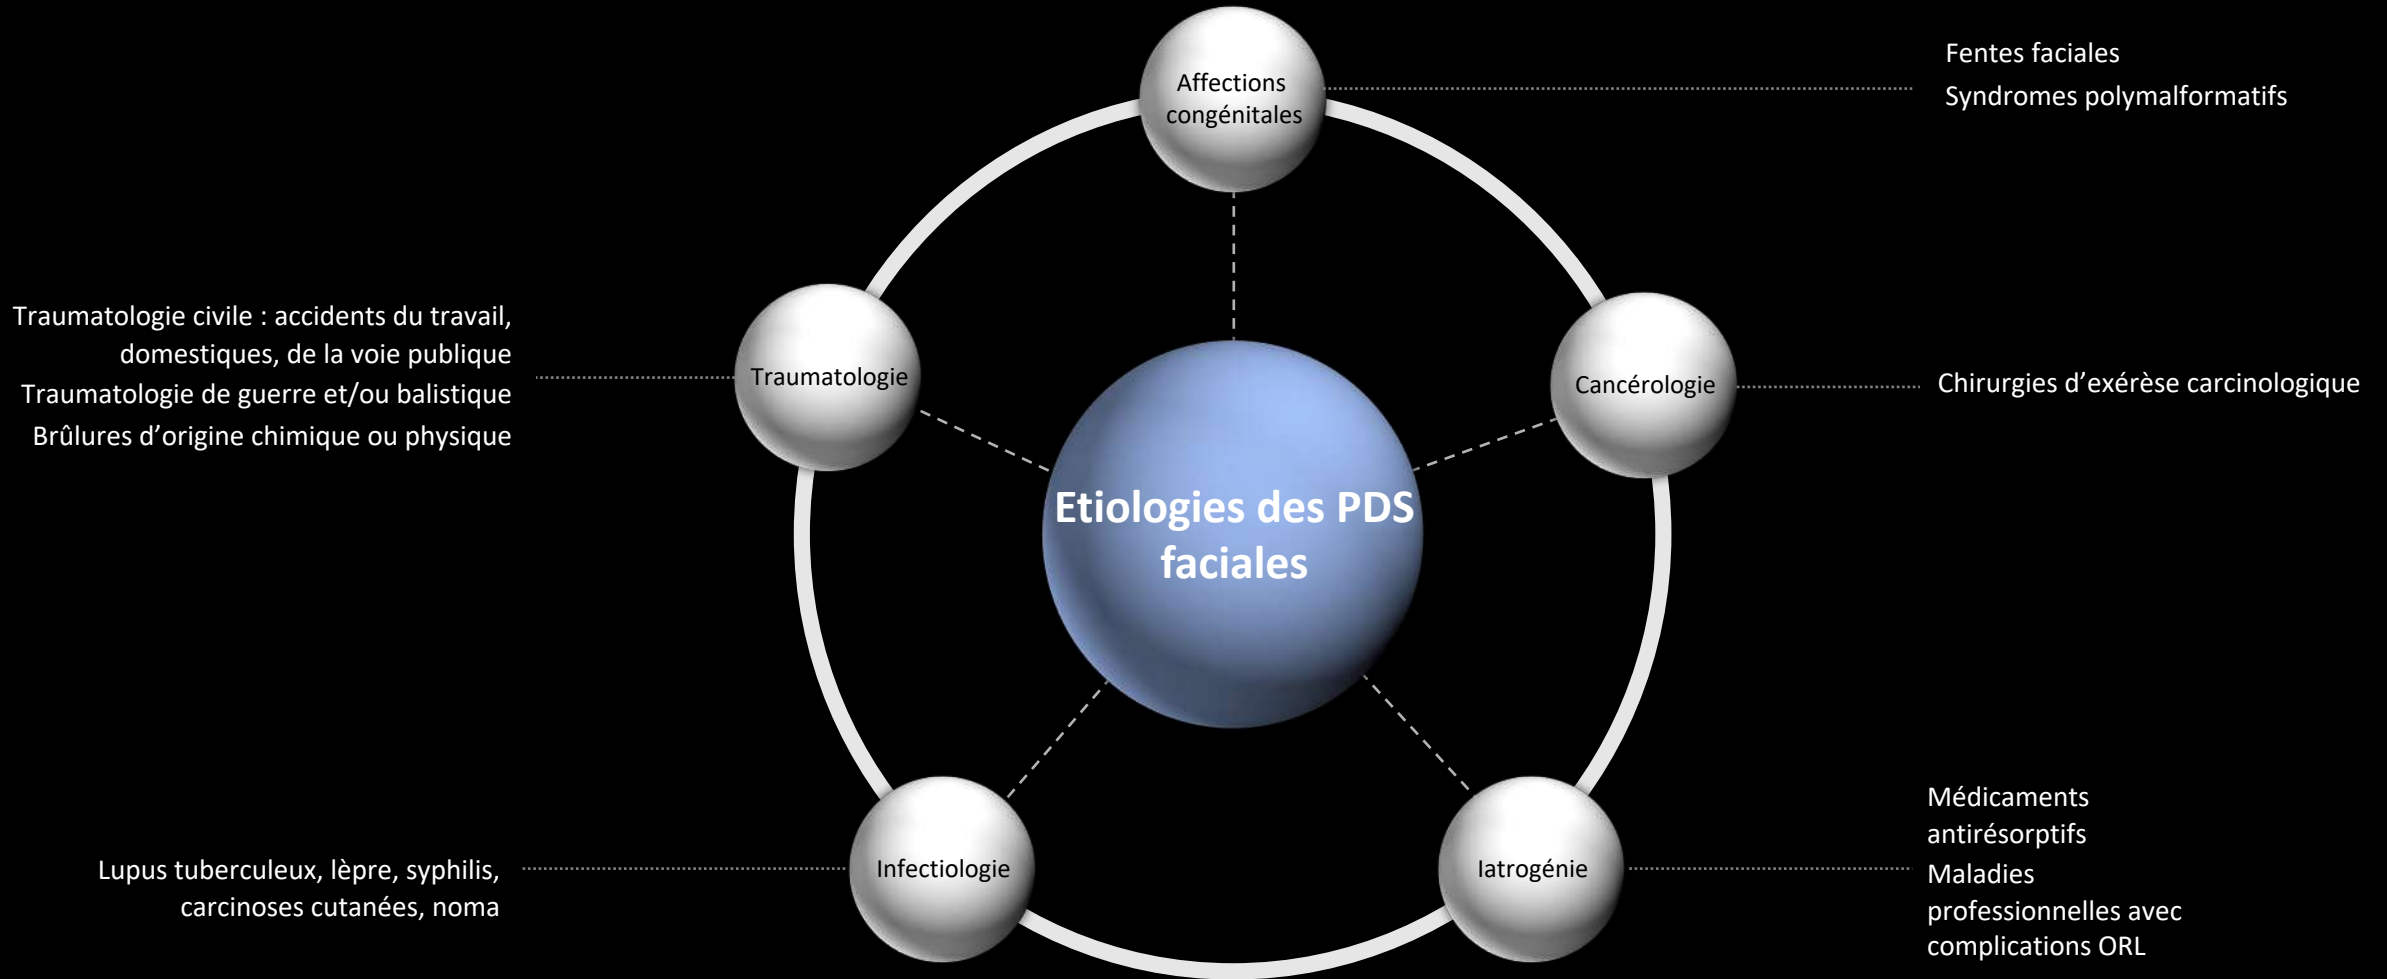 Affections
congénitales
Fentes faciales
Syndromes polymalformatifs
Traumatologie civile : accidents du travail,
domestiques, de la voie publique
Traumatologie de guerre et/ou balistique
Brûlures d’origine chimique ou physique
Traumatologie
Cancérologie
Chirurgies d’exérèse carcinologique
Etiologies des PDS
faciales
Lupus tuberculeux, lèpre, syphilis,
carcinoses cutanées, noma
Infectiologie
Iatrogénie
Médicaments
antirésorptifs
Maladies
professionnelles avec
complications ORL